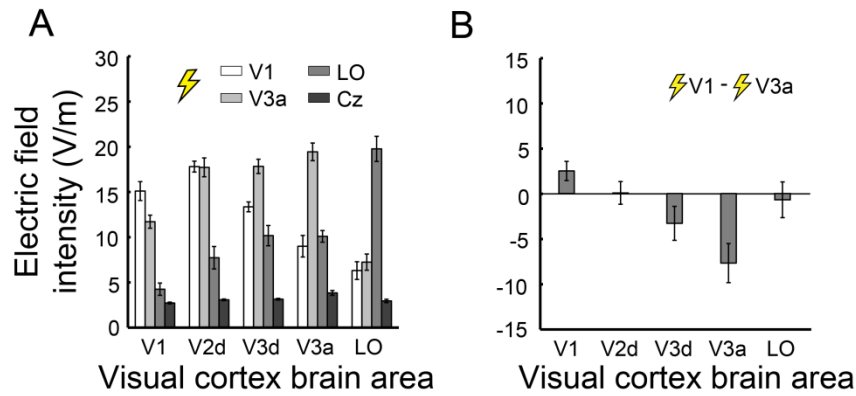 A
B
30
25
20
15
10
5
0
Electric field
intensity (V/m)
V1
LO
V3a
Cz
V1 V2d V3d V3a LO
Visual cortex brain area
15
10
5
0
-5
-10
-15
V1 - V3a
V1 V2d V3d V3a LO
Visual cortex brain area